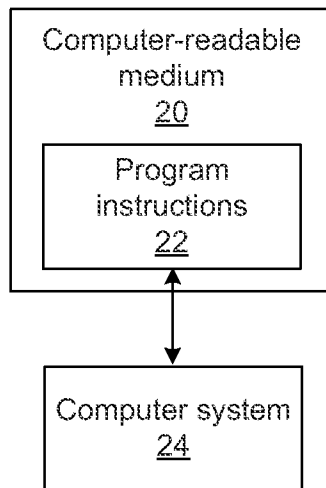 Computer-readable
medium
20
Program
instructions
22
Computer system
24